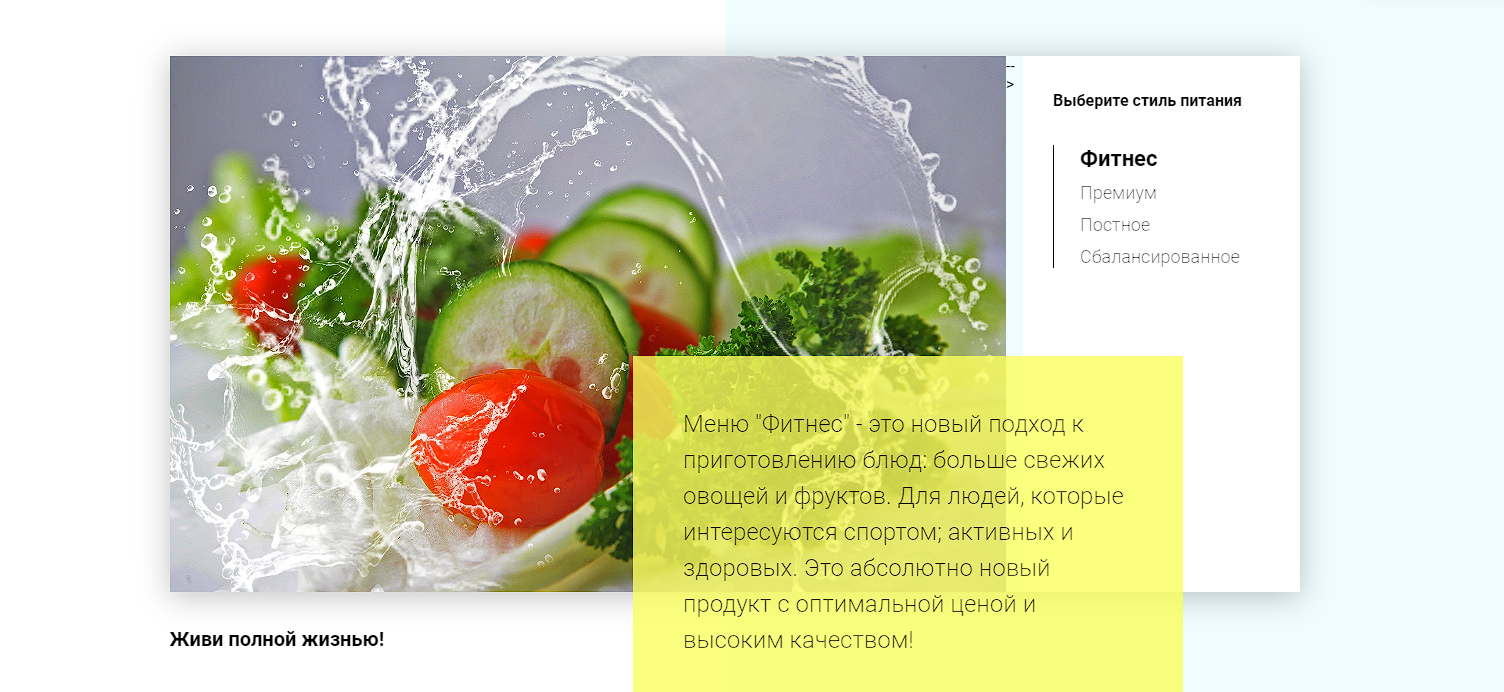 --
>
Выберите стиль питания
Фитнес
Премиум
Постное
Сбалансированное
Меню "Фитнес" - это новый подход к
приготовлению блюд: больше свежих
овощей и фруктов. Для людей, которые
интересуются спортом; активных и
здоровых. Это абсолютно новый
продукт с оптимальной ценой и
высоким качеством!
Живи полной жизнью!